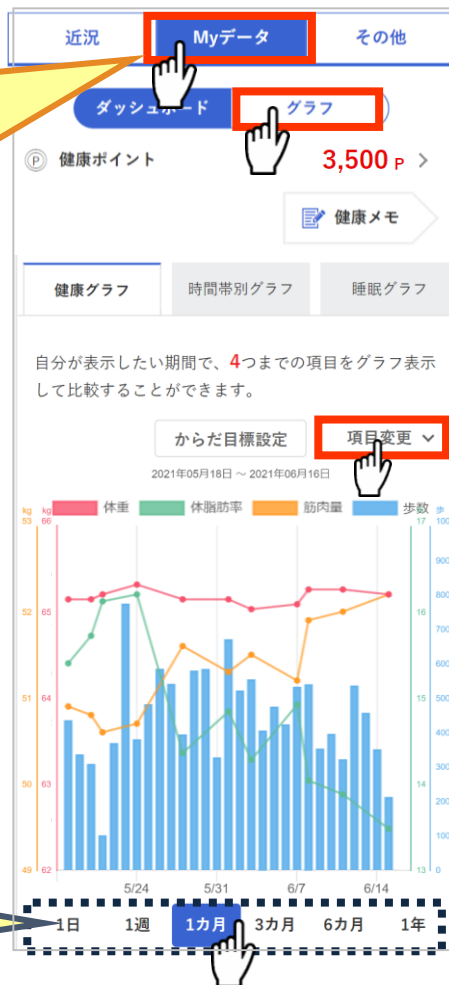 近況 Myデータ その他
ダッシュボード グラフ
P 健康ポイント 3,500 P >
健康メモ
健康グラフ 時間帯別グラフ 睡眠グラフ
自分が表示したい期間で、4つまでの項目をグラフ表示
して比較することができます。
からだ目標設定 項目変更
2021年05月18日 ～ 2021年06月16日
kg kg 体重 体脂肪率 筋肉量 歩数 歩
53 66 17 100
900
800
52 65 16
700
600
51 64 15 500
400
300
50 63 14
200
100
49 62 13 0
5/24 5/31 6/7 6/14
1日 1週 1カ月 3カ月 6カ月 1年